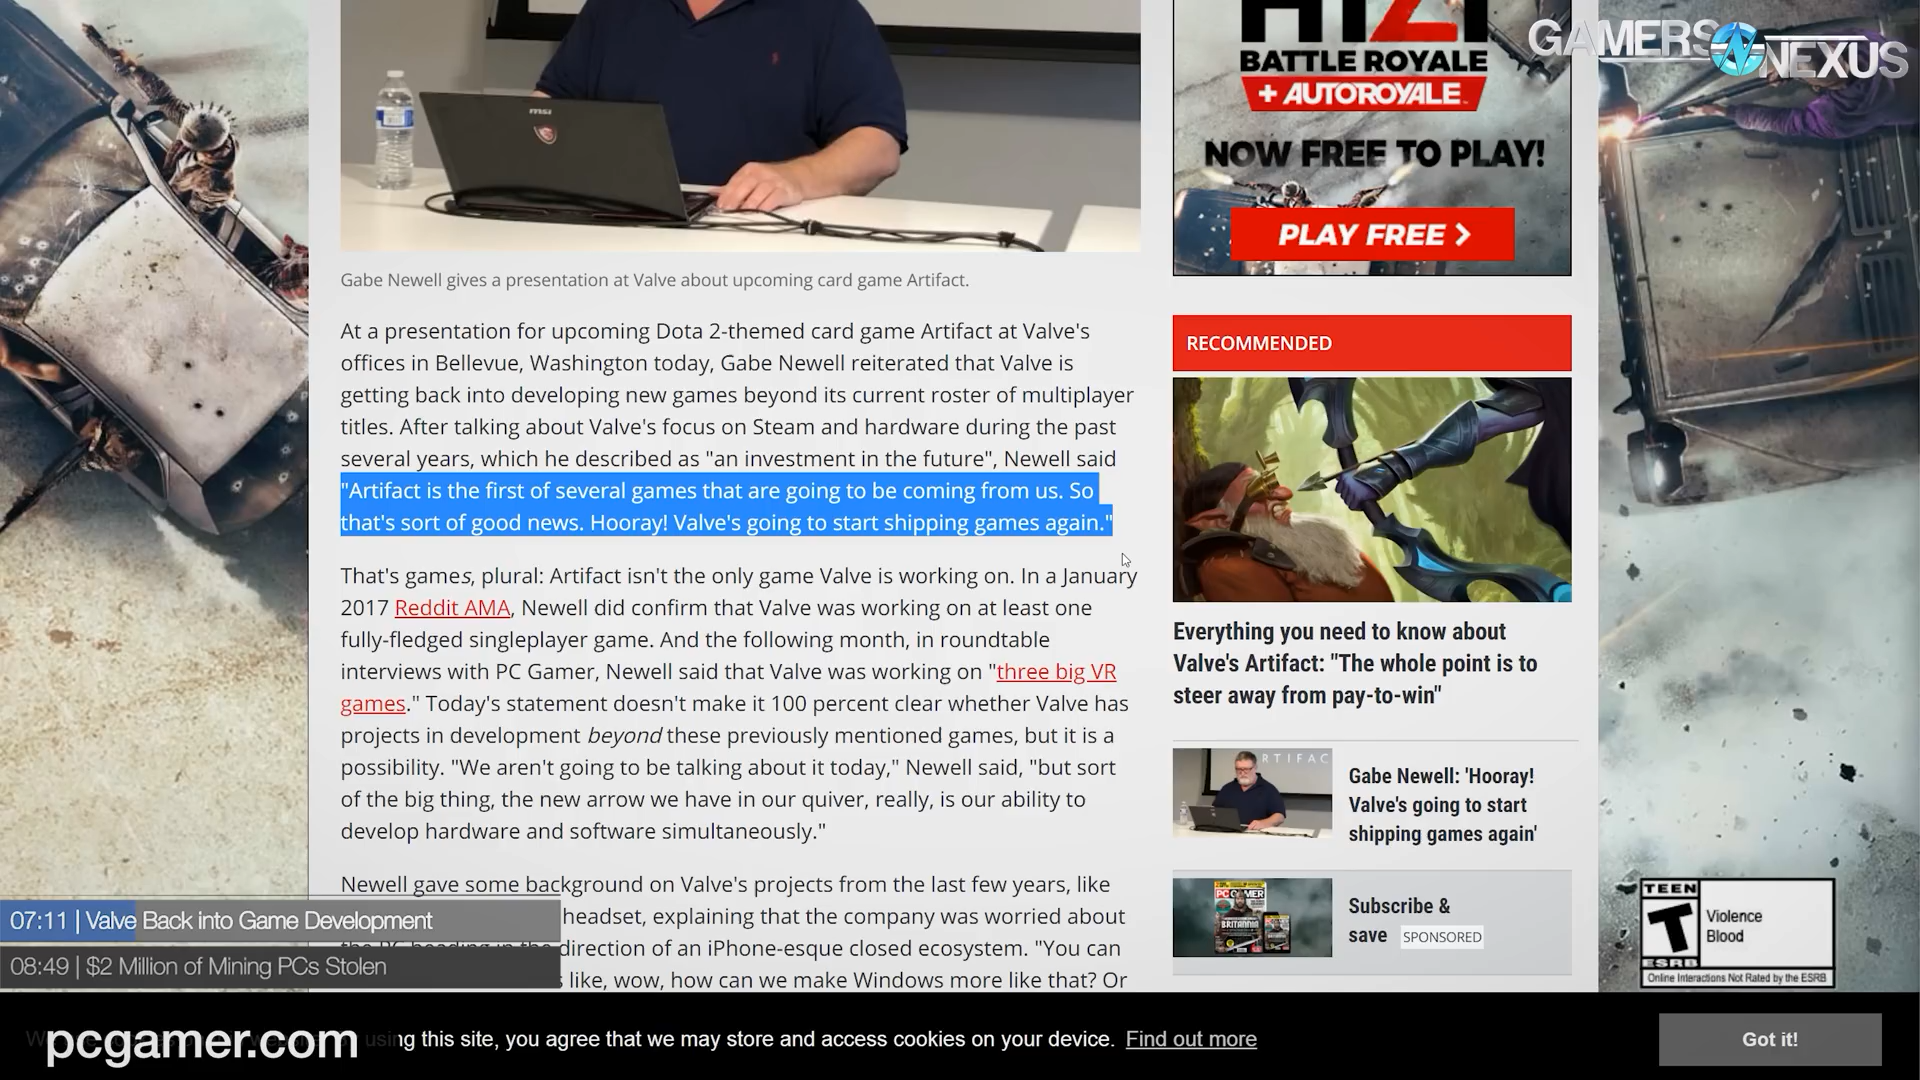 GAMERS NEXUS
H1Z1
BATTLE ROYALE
+ AUTOROYALE
NOW FREE TO PLAY!
PLAY FREE
msi
Gabe Newell gives a presentation at Valve about upcoming card game Artifact.
At a presentation for upcoming Dota 2-themed card game Artifact at Valve's
offices in Bellevue, Washington today, Gabe Newell reiterated that Valve is
getting back into developing new games beyond its current roster of multiplayer
titles. After talking about Valve's focus on Steam and hardware during the past
several years, which he described as "an investment in the future", Newell said
"Artifact is the first of several games that are going to be coming from us. So
that's sort of good news. Hooray! Valve's going to start shipping games again."
That's games, plural: Artifact isn't the only game Valve is working on. In a January
2017 Reddit AMA, Newell did confirm that Valve was working on at least one
fully-fledged singleplayer game. And the following month, in roundtable
interviews with PC Gamer, Newell said that Valve was working on "three big VR
games." Today's statement doesn't make it 100 percent clear whether Valve has
projects in development beyond these previously mentioned games, but it is a
possibility. "We aren't going to be talking about it today," Newell said, "but sort
of the big thing, the new arrow we have in our quiver, really, is our ability to
develop hardware and software simultaneously."
Newell gave some background on Valve's projects from the last few years, like
headset, explaining that the company was worried about
the PC heading in the direction of an iPhone-esque closed ecosystem. "You can
like, wow, how can we make Windows more like that? Or
RECOMMENDED
Everything you need to know about
Valve's Artifact: "The whole point is to
steer away from pay-to-win"
RTIFAC
Gabe Newell: 'Hooray!
Valve's going to start
shipping games again'
PC GAMER
BRITANNIA
Subscribe &
save SPONSORED
TEEN
T
ESRB
Violence
Blood
Online Interactions Not Rated by the ESRB
07:11 | Valve Back into Game Development
08:49 | $2 Million of Mining PCs Stolen
pcgamer.com
using this site, you agree that we may store and access cookies on your device. Find out more
Got it!